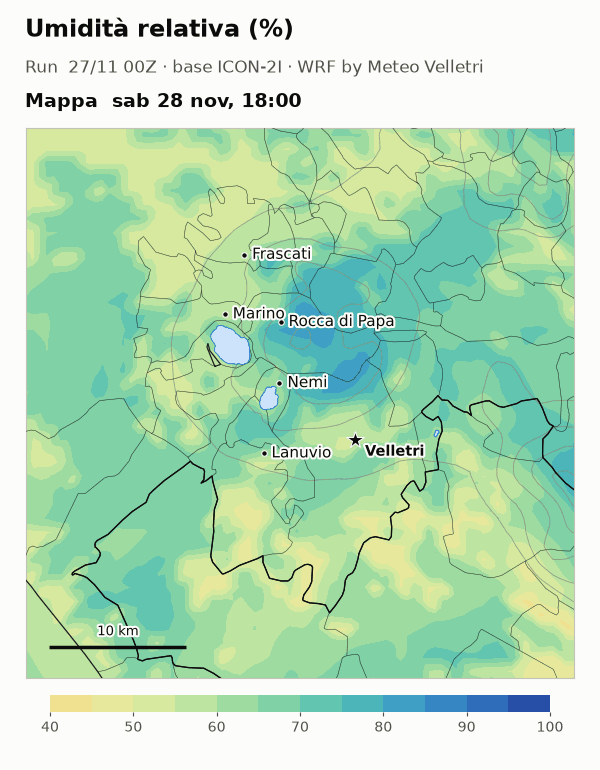 Umidità relativa (%)
Run  27/11 00Z · base ICON-2I · WRF by Meteo Velletri
Mappa  sab 28 nov, 18:00
Frascati
Marino
Rocca di Papa
Nemi
Velletri
Lanuvio
10 km
40 50 60 70 80 90 100